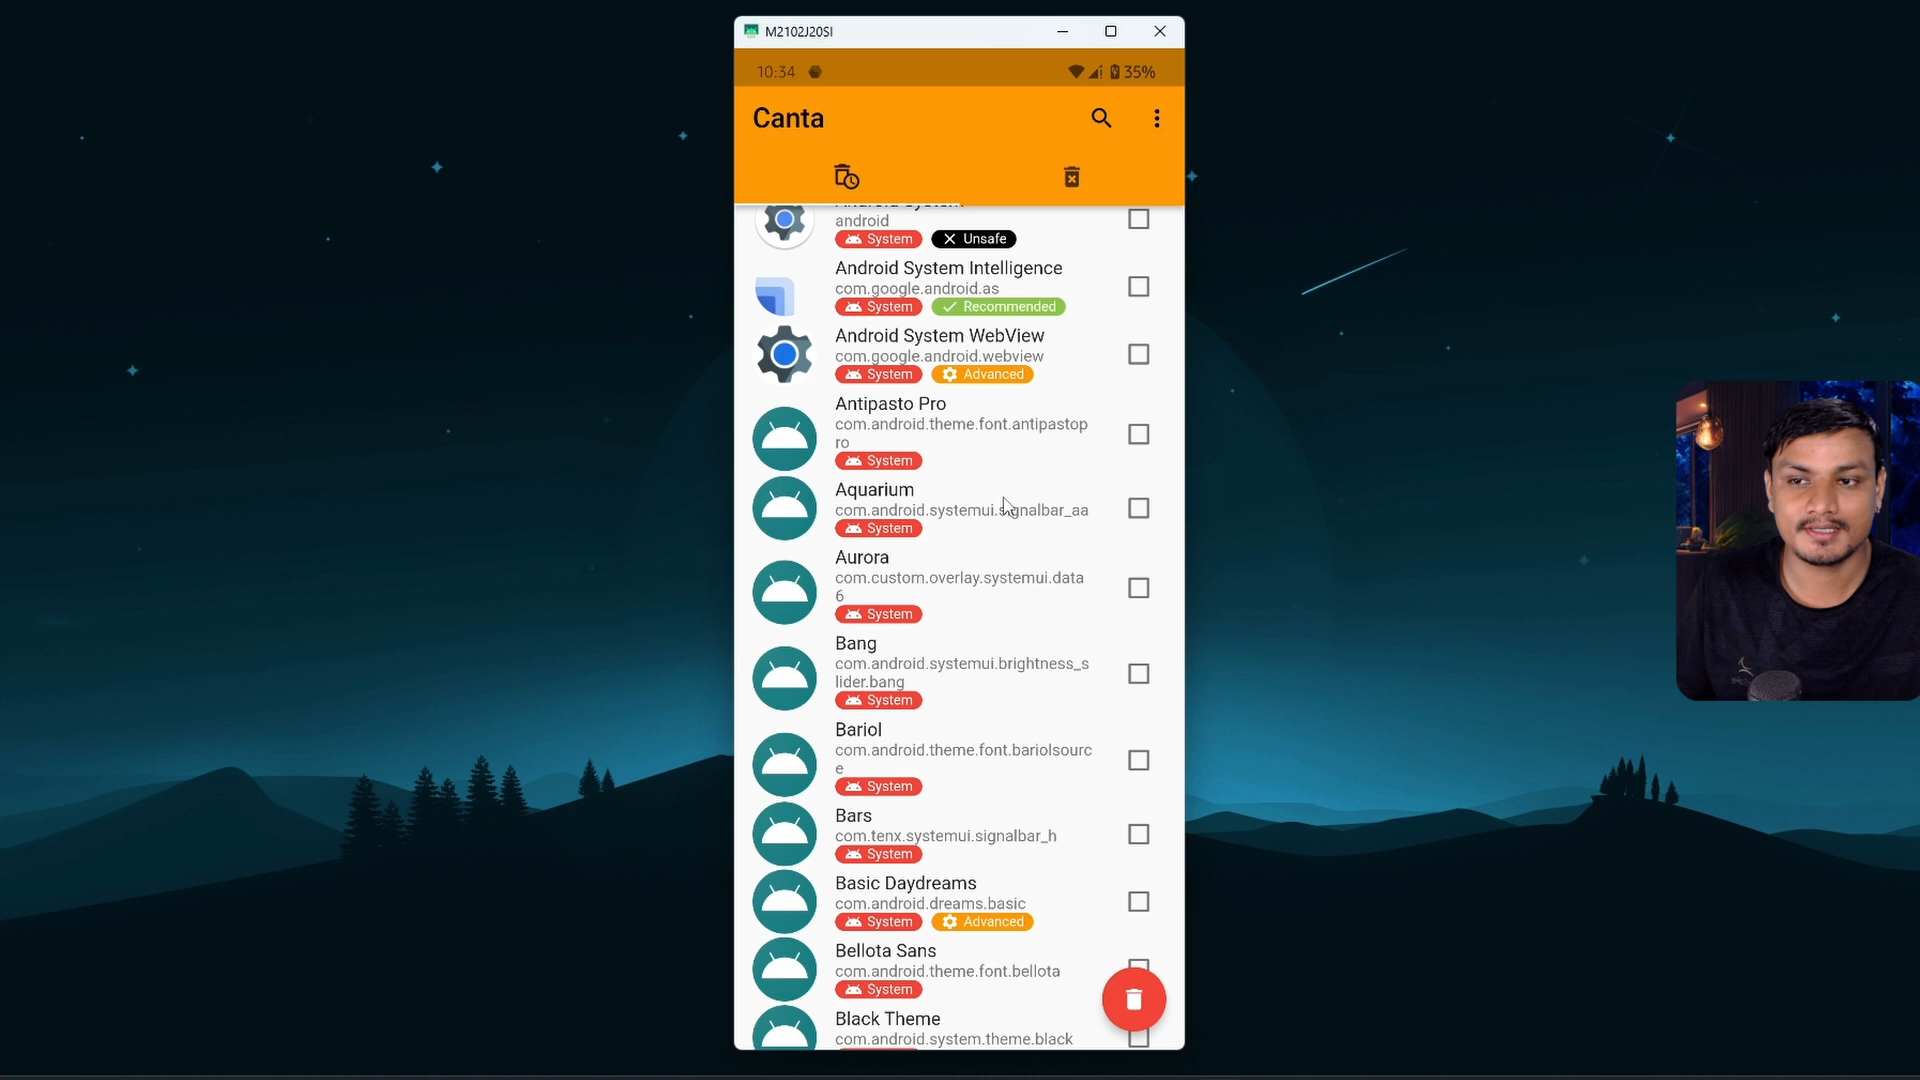 M2102J20SI
10:34
35%
Canta
android
System
Unsafe
Android System Intelligence
com.google.android.as
System
Recommended
Android System WebView
com.google.android.webview
System
Advanced
Antipasto Pro
com.android.theme.font.antipastop
ro
System
Aquarium
com.android.systemui.signalbar_aa
System
Aurora
com.custom.overlay.systemui.data
6
System
Bang
com.android.systemui.brightness_s
lider.bang
System
Bariol
com.android.theme.font.bariolsourc
e
System
Bars
com.tenx.systemui.signalbar_h
System
Basic Daydreams
com.android.dreams.basic
System
Advanced
Bellota Sans
com.android.theme.font.bellota
System
Black Theme
com.android.system.theme.black